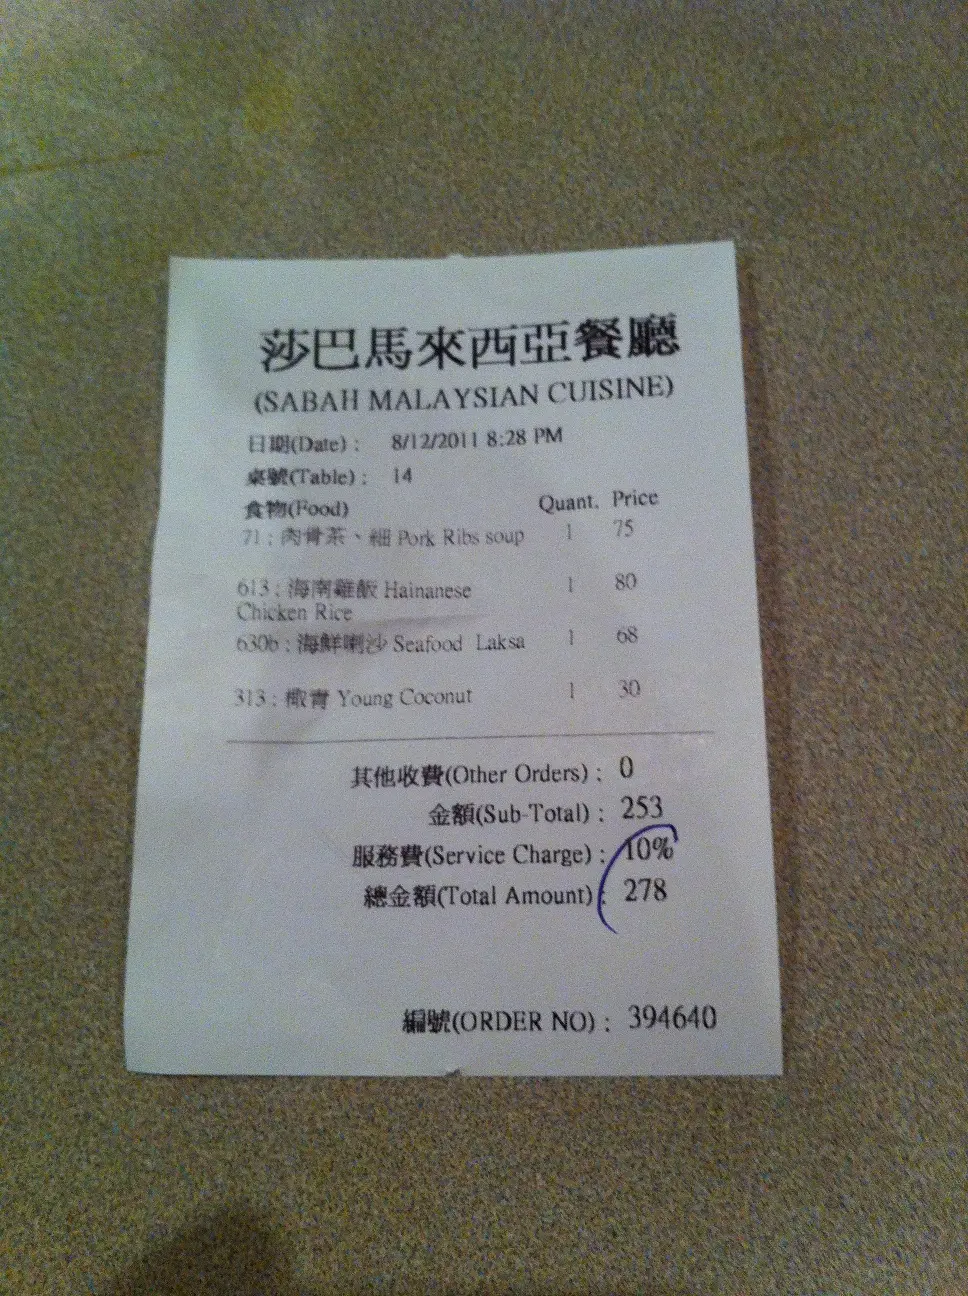 莎巴馬來西亞餐廳
(SABAH MALAYSIAN CUISINE)
日期(Date) : 8/12/2011 8:28 PM
桌號(Table) : 14
食物(Food) Quant. Price
71 : 肉骨茶、細 Pork Ribs soup 1 75
613 : 海南雞飯 Hainanese 1 80
Chicken Rice
630b : 海鮮喇沙 Seafood Laksa 1 68
313 : 椰青 Young Coconut 1 30
其他收費(Other Orders) : 0
金額(Sub-Total) : 253
服務費(Service Charge) : 10%
總金額(Total Amount) : 278
編號(ORDER NO) : 394640